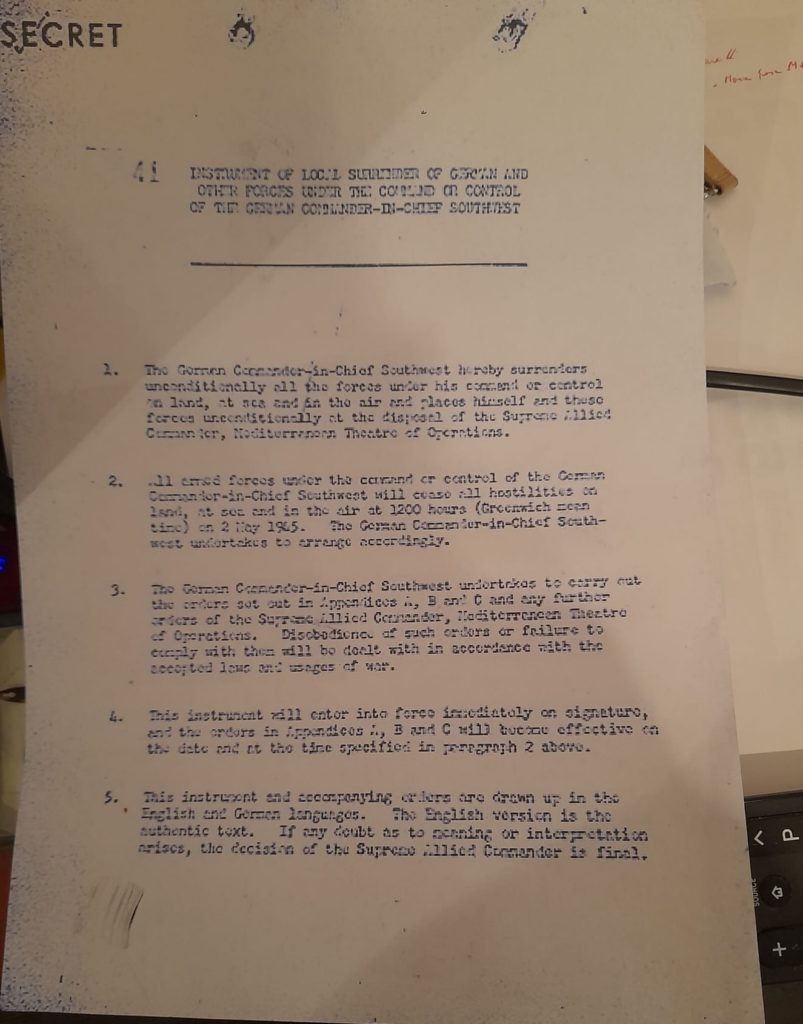 SECRET
41
INSTRUMENT OF LOCAL SURRENDER OF GERMAN AND
OTHER FORCES UNDER THE COMMAND OR CONTROL
OF THE GERMAN COMMANDER-IN-CHIEF SOUTHWEST
1. The German Commander-in-Chief Southwest hereby surrenders
unconditionally all the forces under his command or control
on land, at sea and in the air and places himself and these
forces unconditionally at the disposal of the Supreme Allied
Commander, Mediterranean Theatre of Operations.
2. All armed forces under the command or control of the German
Commander-in-Chief Southwest will cease all hostilities on
land, at sea and in the air at 1200 hours (Greenwich mean
time) on 2 May 1945. The German Commander-in-Chief South-
west undertakes to arrange accordingly.
3. The German Commander-in-Chief Southwest undertakes to carry out
the orders set out in Appendices A, B and C and any further
orders of the Supreme Allied Commander, Mediterranean Theatre
of Operations. Disobedience of such orders or failure to
comply with them will be dealt with in accordance with the
accepted laws and usages of war.
4. This instrument will enter into force immediately on signature,
and the orders in Appendices A, B and C will become effective on
the date and at the time specified in paragraph 2 above.
5. This instrument and accompanying orders are drawn up in the
English and German languages. The English version is the
authentic text. If any doubt as to meaning or interpretation
arises, the decision of the Supreme Allied Commander is final.
P
SOURCE
+